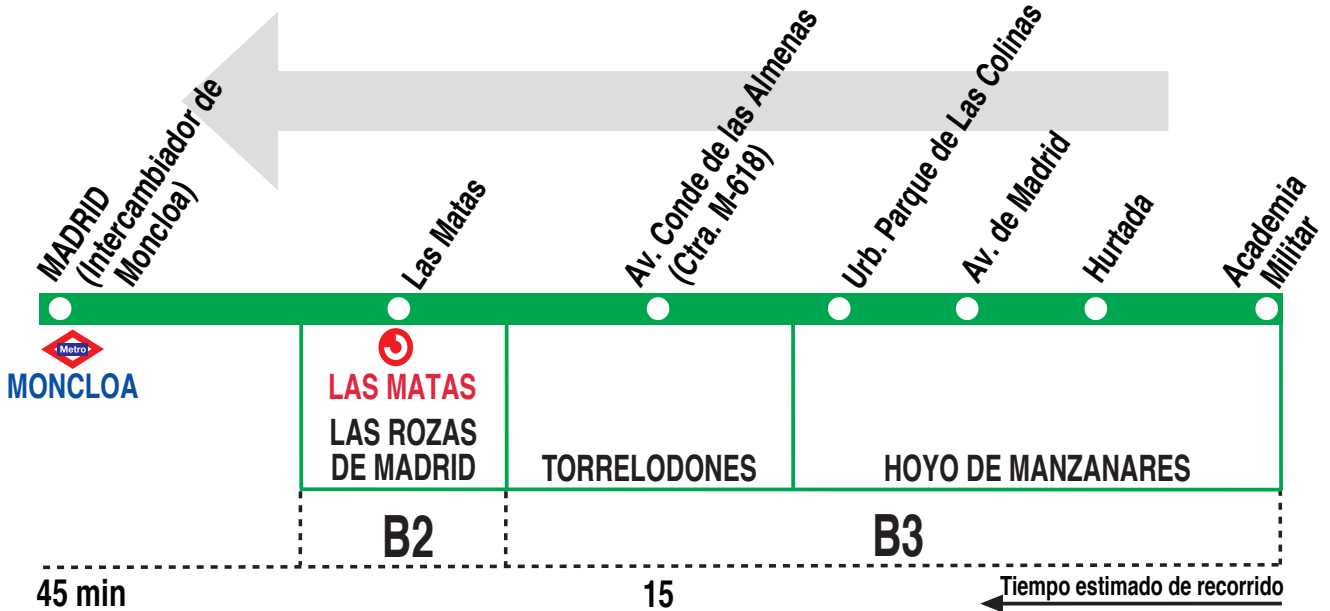 MADRID
(Intercambiador de
Moncloa)
Las Matas
Av. Conde de las Almenas
(Ctra. M-618)
Urb. Parque de Las Colinas
Av. de Madrid
Hurtada
Academia
Militar
Metro
MONCLOA
LAS MATAS
LAS ROZAS
DE MADRID
TORRELODONES
HOYO DE MANZANARES
B2
B3
45 min
15
Tiempo estimado de recorrido